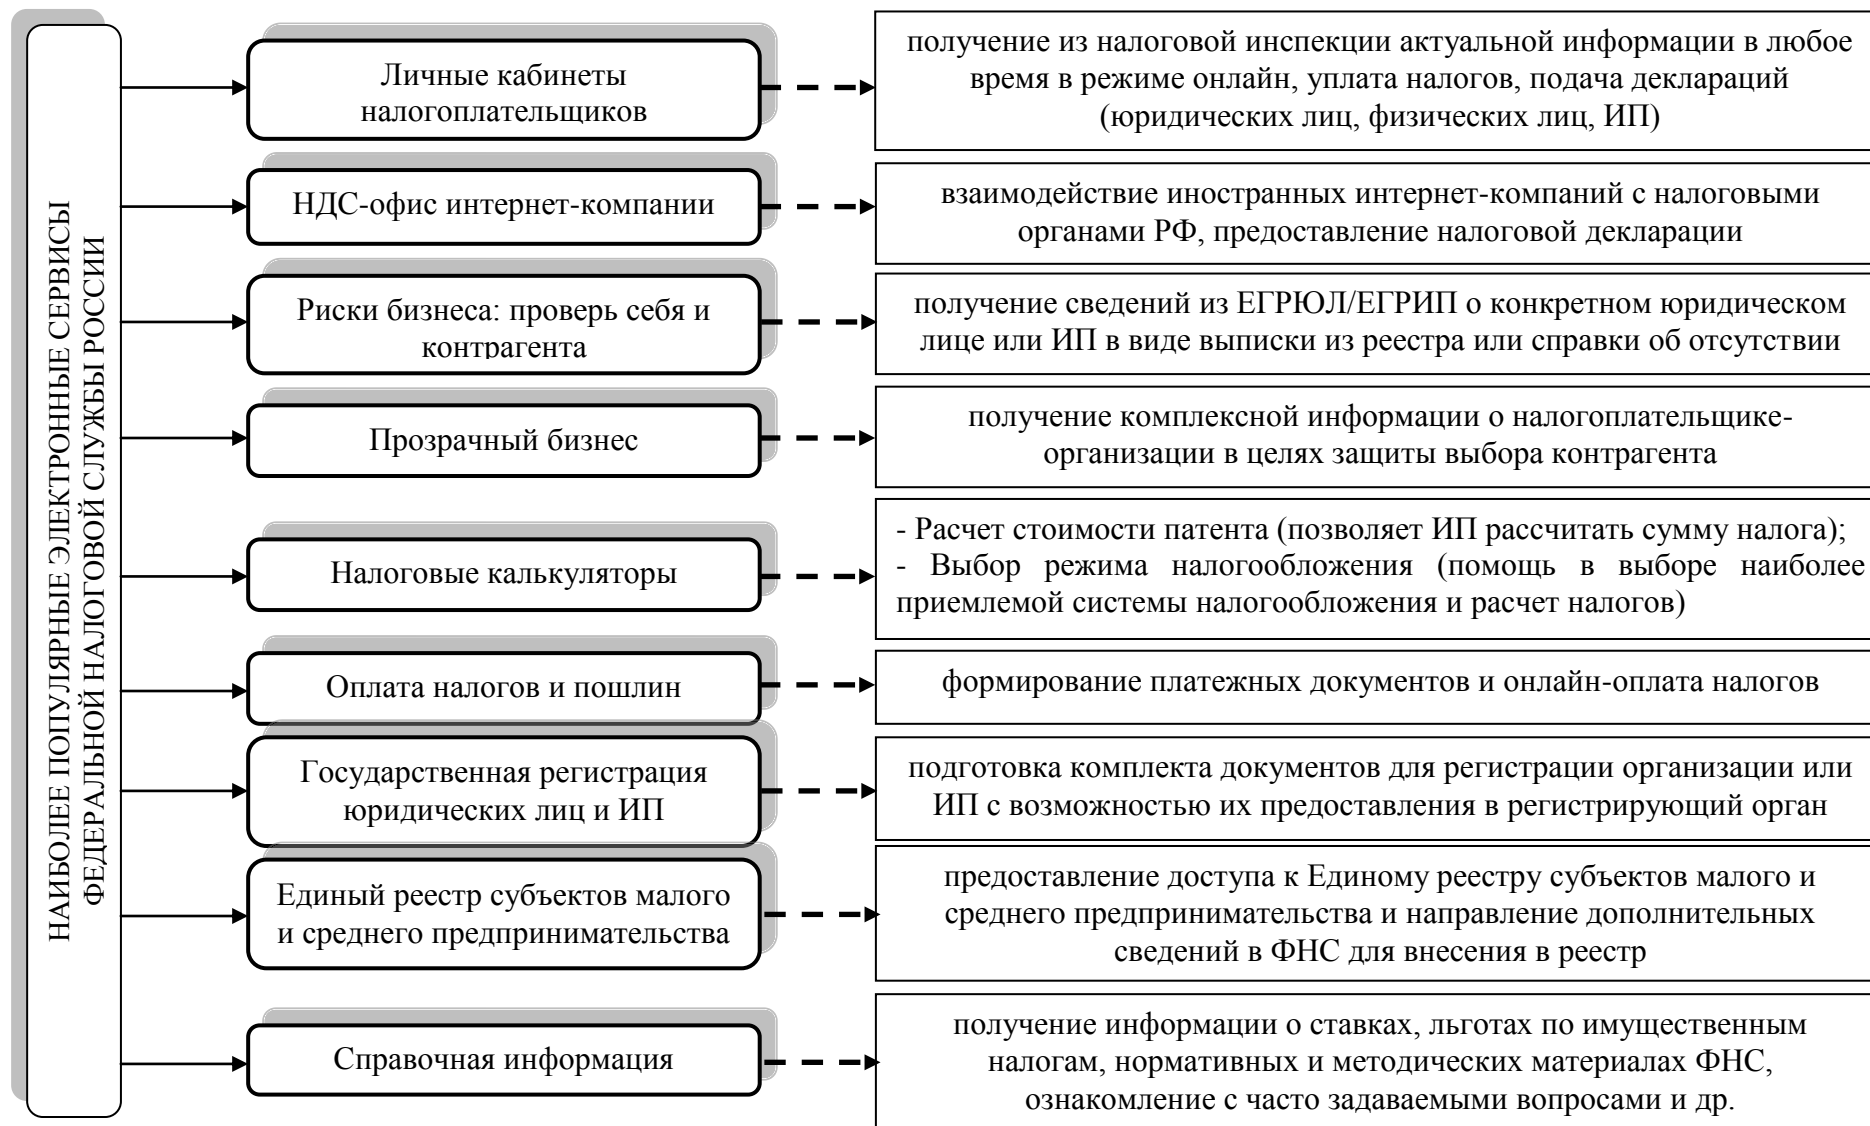 НАИБОЛЕЕ ПОПУЛЯРНЫЕ ЭЛЕКТРОННЫЕ СЕРВИСЫ
ФЕДЕРАЛЬНОЙ НАЛОГОВОЙ СЛУЖБЫ РОССИИ
Личные кабинеты
налогоплательщиков
получение из налоговой инспекции актуальной информации в любое
время в режиме онлайн, уплата налогов, подача деклараций
(юридических лиц, физических лиц, ИП)
НДС-офис интернет-компании
взаимодействие иностранных интернет-компаний с налоговыми
органами РФ, предоставление налоговой декларации
Риски бизнеса: проверь себя и
контрагента
получение сведений из ЕГРЮЛ/ЕГРИП о конкретном юридическом
лице или ИП в виде выписки из реестра или справки об отсутствии
Прозрачный бизнес
получение комплексной информации о налогоплательщике-
организации в целях защиты выбора контрагента
Налоговые калькуляторы
- Расчет стоимости патента (позволяет ИП рассчитать сумму налога);
- Выбор режима налогообложения (помощь в выборе наиболее
приемлемой системы налогообложения и расчет налогов)
Оплата налогов и пошлин
формирование платежных документов и онлайн-оплата налогов
Государственная регистрация
юридических лиц и ИП
подготовка комплекта документов для регистрации организации или
ИП с возможностью их предоставления в регистрирующий орган
Единый реестр субъектов малого
и среднего предпринимательства
предоставление доступа к Единому реестру субъектов малого и
среднего предпринимательства и направление дополнительных
сведений в ФНС для внесения в реестр
Справочная информация
получение информации о ставках, льготах по имущественным
налогам, нормативных и методических материалах ФНС,
ознакомление с часто задаваемыми вопросами и др.